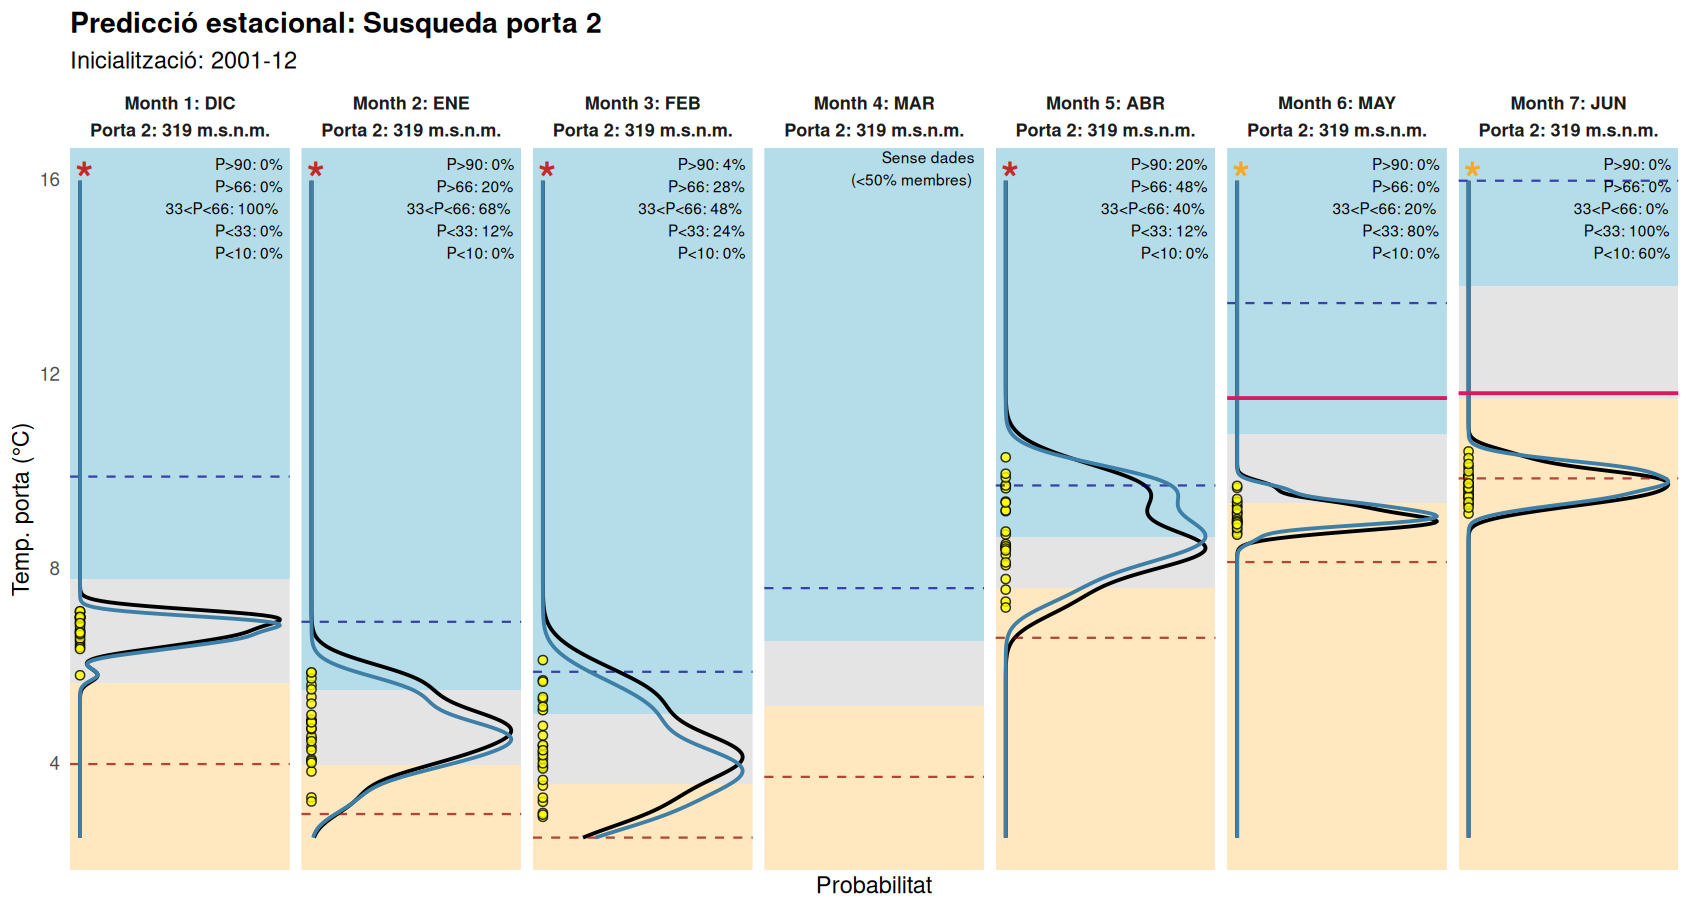 Predicció estacional: Susqueda porta 2
Inicialització: 2001-12
Month 1: DIC
Porta 2: 319 m.s.n.m.
Month 2: ENE
Porta 2: 319 m.s.n.m.
Month 3: FEB
Porta 2: 319 m.s.n.m.
Month 4: MAR
Porta 2: 319 m.s.n.m.
Month 5: ABR
Porta 2: 319 m.s.n.m.
Month 6: MAY
Porta 2: 319 m.s.n.m.
Month 7: JUN
Porta 2: 319 m.s.n.m.
Temp. porta (°C)
16
12
8
4
*
P>90: 0%
P>66: 0%
33<P<66: 100%
P<33: 0%
P<10: 0%
*
P>90: 0%
P>66: 20%
33<P<66: 68%
P<33: 12%
P<10: 0%
*
P>90: 4%
P>66: 28%
33<P<66: 48%
P<33: 24%
P<10: 0%
Sense dades
(<50% membres)
*
P>90: 20%
P>66: 48%
33<P<66: 40%
P<33: 12%
P<10: 0%
*
P>90: 0%
P>66: 0%
33<P<66: 20%
P<33: 80%
P<10: 0%
*
P>90: 0%
P>66: 0%
33<P<66: 0%
P<33: 100%
P<10: 60%
Probabilitat